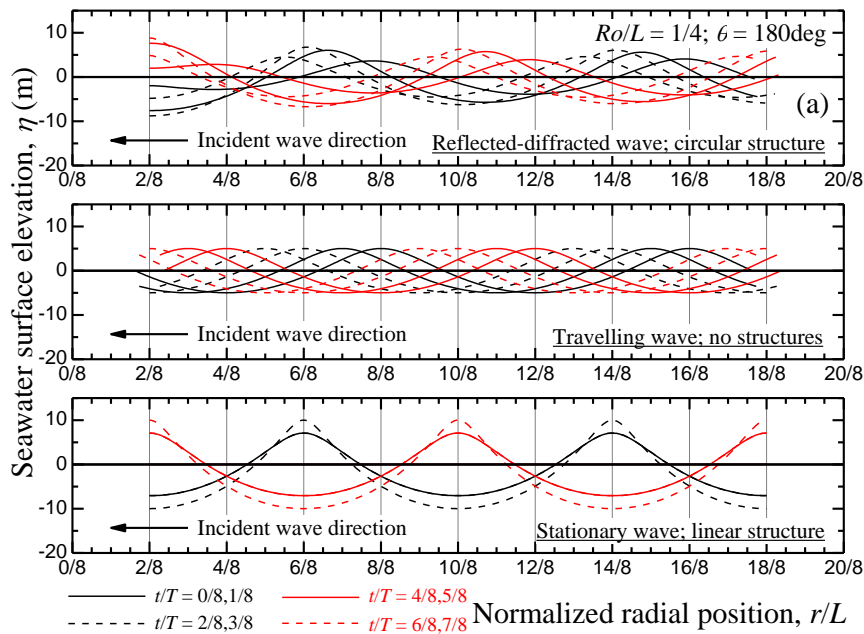 Seawater surface elevation, η (m)
10
0
-10
-20
Ro/L = 1/4; θ = 180deg
(a)
Incident wave direction
Reflected-diffracted wave; circular structure
0/8 2/8 4/8 6/8 8/8 10/8 12/8 14/8 16/8 18/8 20/8
10
0
-10
-20
Incident wave direction
Travelling wave; no structures
0/8 2/8 4/8 6/8 8/8 10/8 12/8 14/8 16/8 18/8 20/8
10
0
-10
-20
Incident wave direction
Stationary wave; linear structure
0/8 2/8 4/8 6/8 8/8 10/8 12/8 14/8 16/8 18/8 20/8
t/T = 0/8,1/8 t/T = 4/8,5/8
t/T = 2/8,3/8 t/T = 6/8,7/8
Normalized radial position, r/L